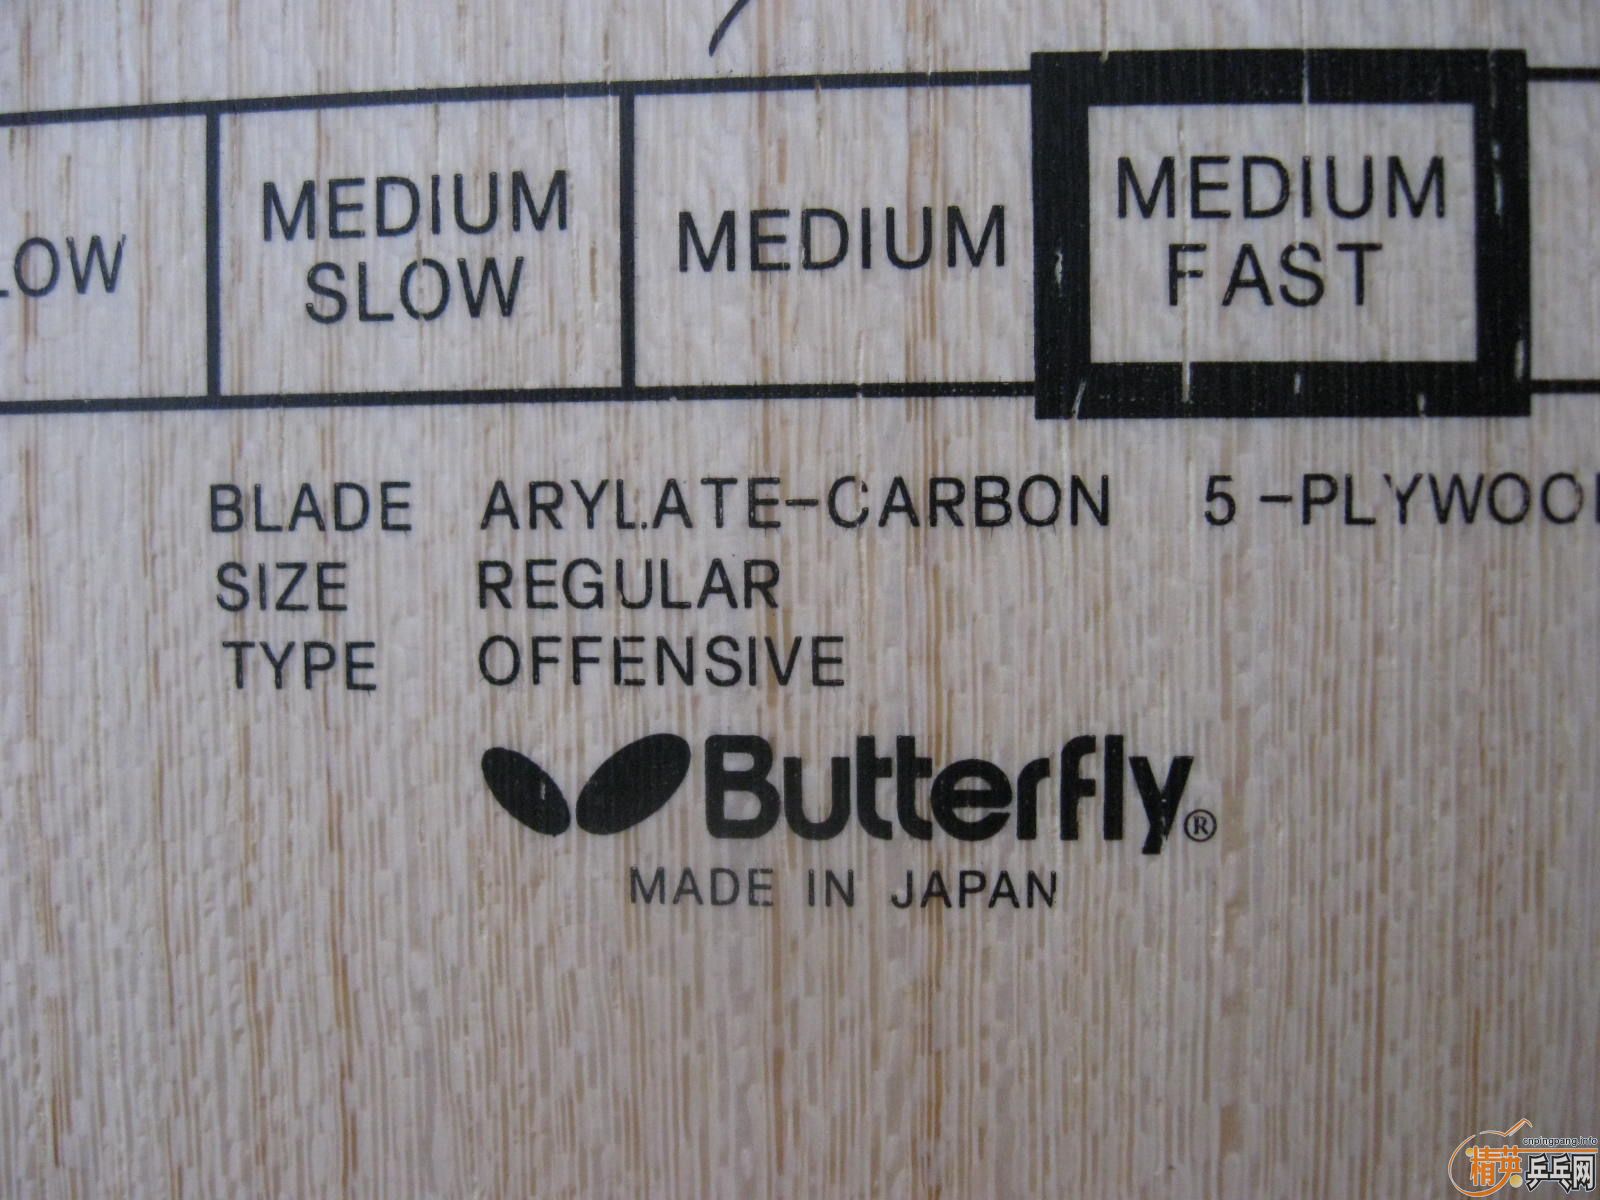 MEDIUM SLOW
MEDIUM
MEDIUM FAST
BLADE ARYLATE-CARBON 5-PLYWOO
SIZE REGULAR
TYPE OFFENSIVE
Butterfly®
MADE IN JAPAN
cnpingpang.info
精英乒乓网